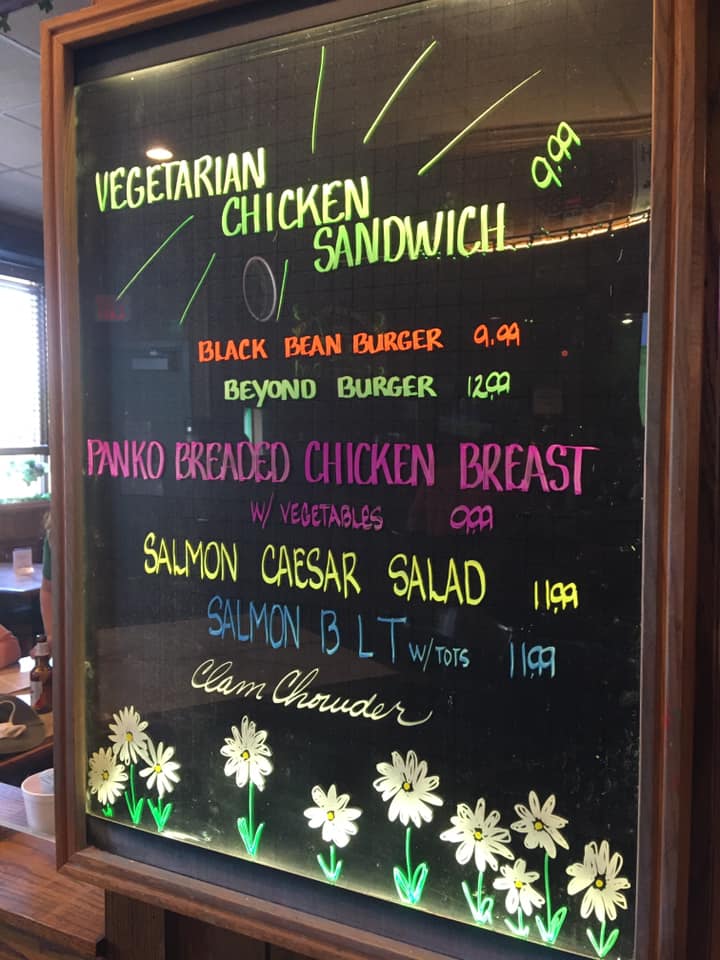 VEGETARIAN
CHICKEN
SANDWICH 9.99
BLACK BEAN BURGER 9.99
BEYOND BURGER 12.99
PANKO BREADED CHICKEN BREAST
W/ VEGETABLES 9.99
SALMON CAESAR SALAD 11.99
SALMON B L T W/TOTS 11.99
Clam Chowder